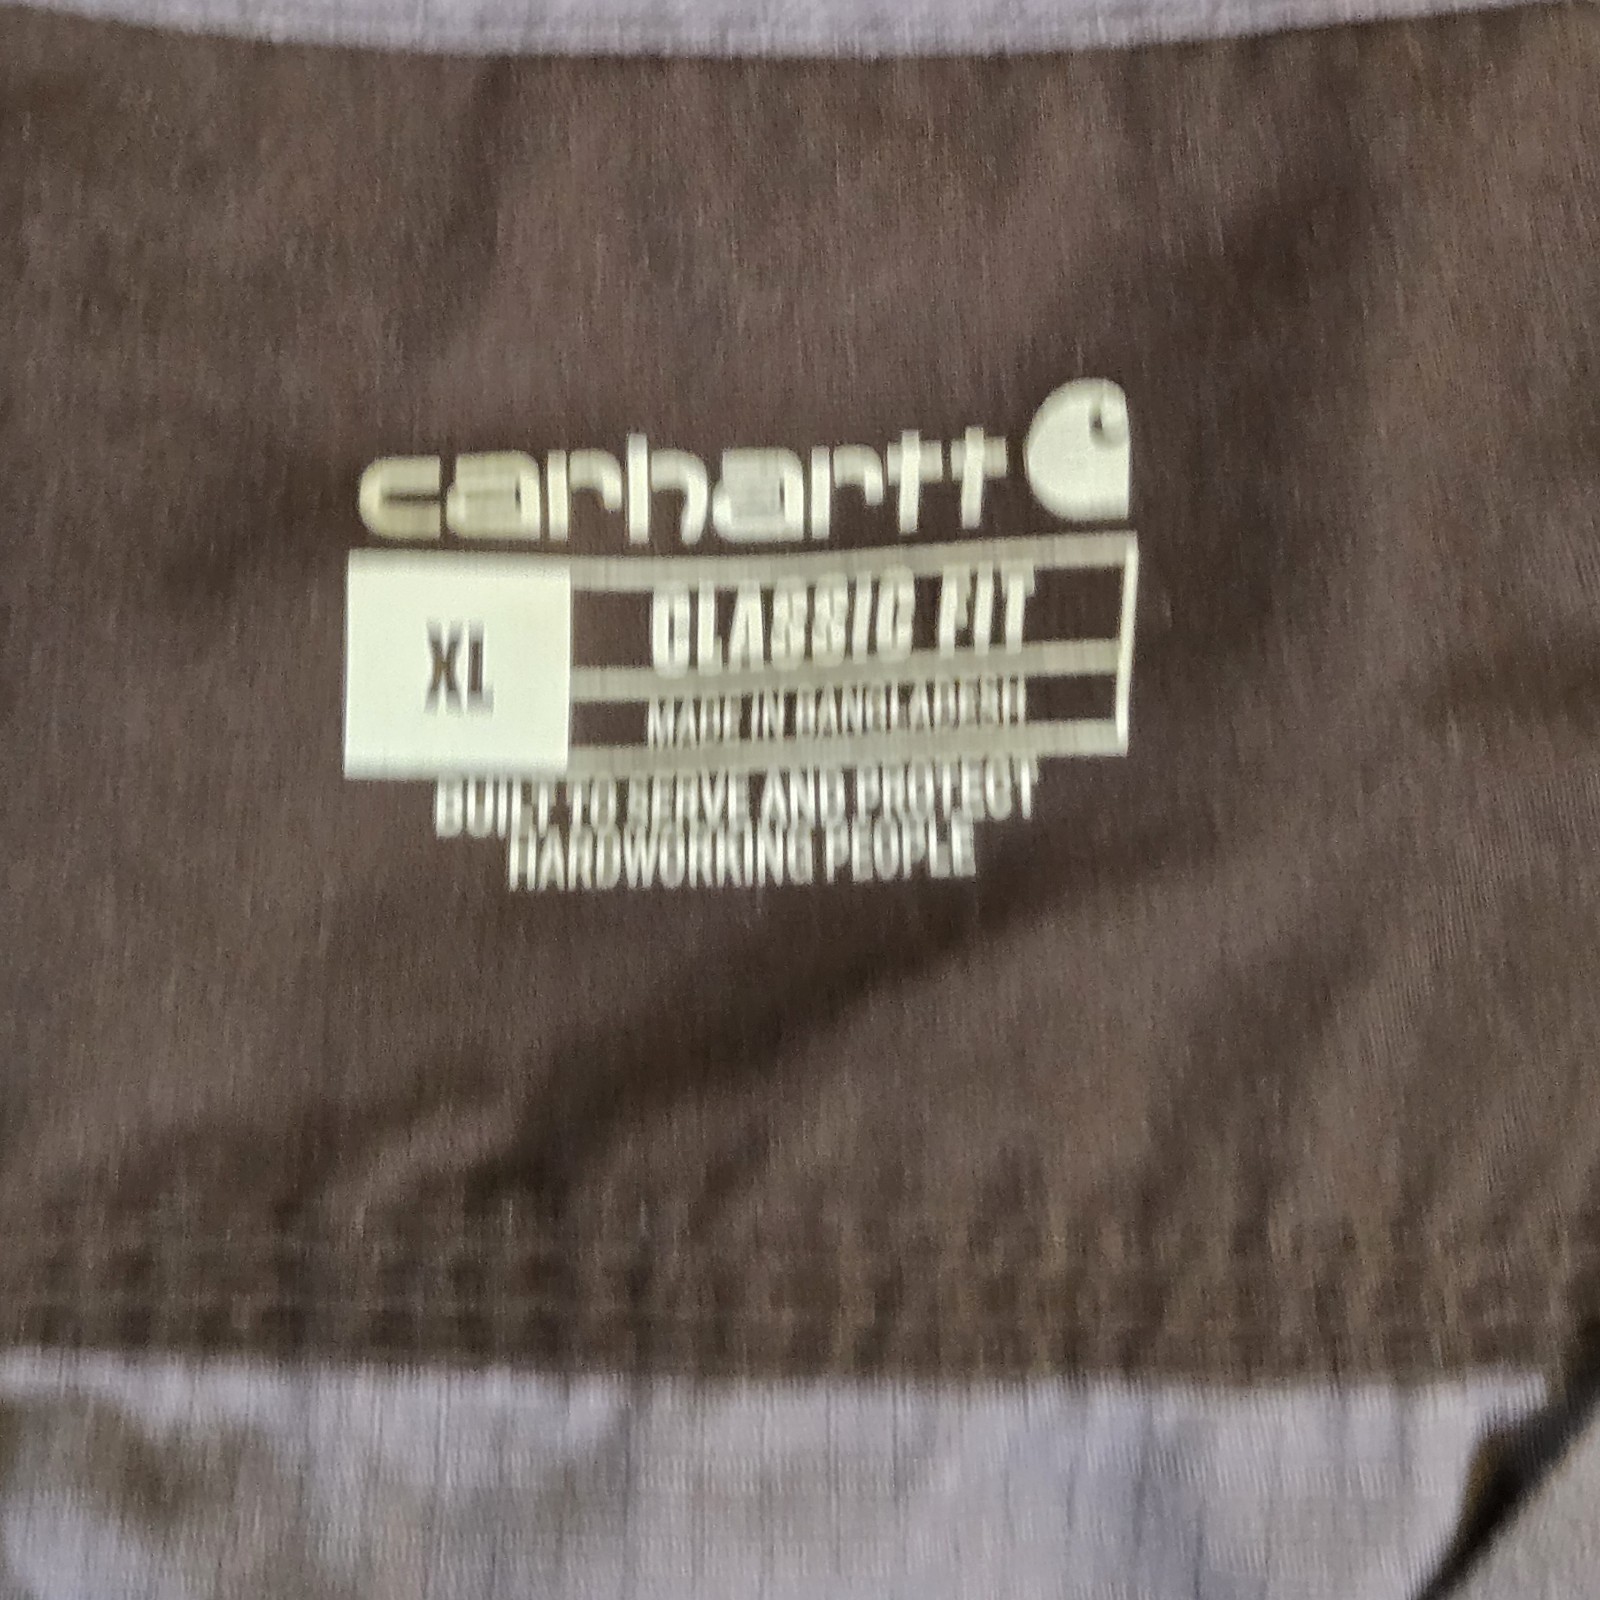 carhartt
XL
CLASSIC FIT
MADE IN BANGLADESH
BUILT TO SERVE AND PROTECT
HARDWORKING PEOPLE